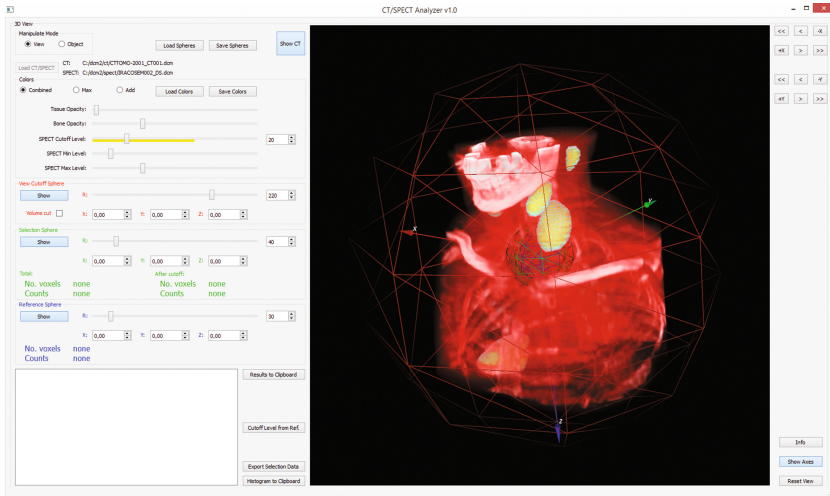 CT/SPECT Analyzer v1.0
3D View
Manipulate Mode
View Object Load Spheres Save Spheres Show CT
Load CT/SPECT CT: C:/dcm2/ct/CTTOMO-2001_CT001.dcm
SPECT: C:/dcm2/spect/IRACOSEM002_DS.dcm
Colors
Combined Max Add Load Colors Save Colors
Tissue Opacity:
Bone Opacity:
SPECT Cutoff Level: 20
SPECT Min Level:
SPECT Max Level:
View Cutoff Sphere
Show R: 220
Volume cut X: 0,00 Y: 0,00 Z: 0,00
Selection Sphere
Show R: 40
X: 0,00 Y: 0,00 Z: 0,00
Total: After cutoff:
No. voxels none No. voxels none
Counts none Counts none
Reference Sphere
Show R: 30
X: 0,00 Y: 0,00 Z: 0,00
No. voxels none
Counts none
Results to Clipboard
Cutoff Level from Ref.
Export Selection Data
Histogram to Clipboard
X
Y
Z
<< < -X
+X > >>
<< < -Y
+Y > >>
Info
Show Axes
Reset View